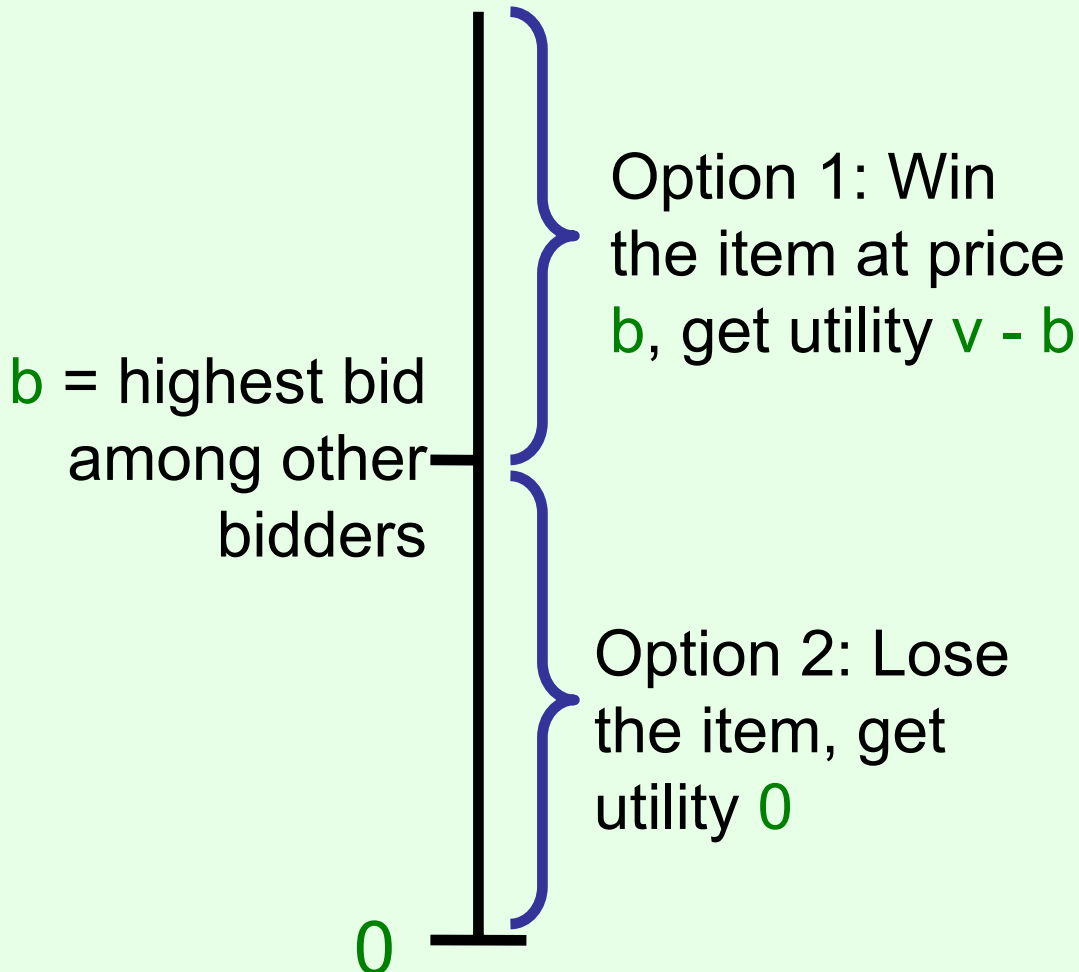 Option 1: Win
the item at price
b, get utility v - b
b = highest bid
among other
bidders
Option 2: Lose
the item, get
utility 0
0